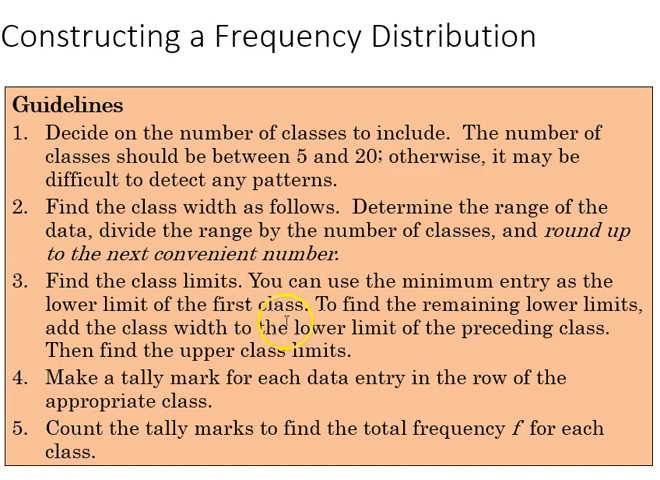 Constructing a Frequency Distribution
Guidelines
1. Decide on the number of classes to include. The number of
classes should be between 5 and 20; otherwise, it may be
difficult to detect any patterns.
2. Find the class width as follows. Determine the range of the
data, divide the range by the number of classes, and round up
to the next convenient number.
3. Find the class limits. You can use the minimum entry as the
lower limit of the first class. To find the remaining lower limits,
add the class width to the lower limit of the preceding class.
Then find the upper class limits.
4. Make a tally mark for each data entry in the row of the
appropriate class.
5. Count the tally marks to find the total frequency f for each
class.